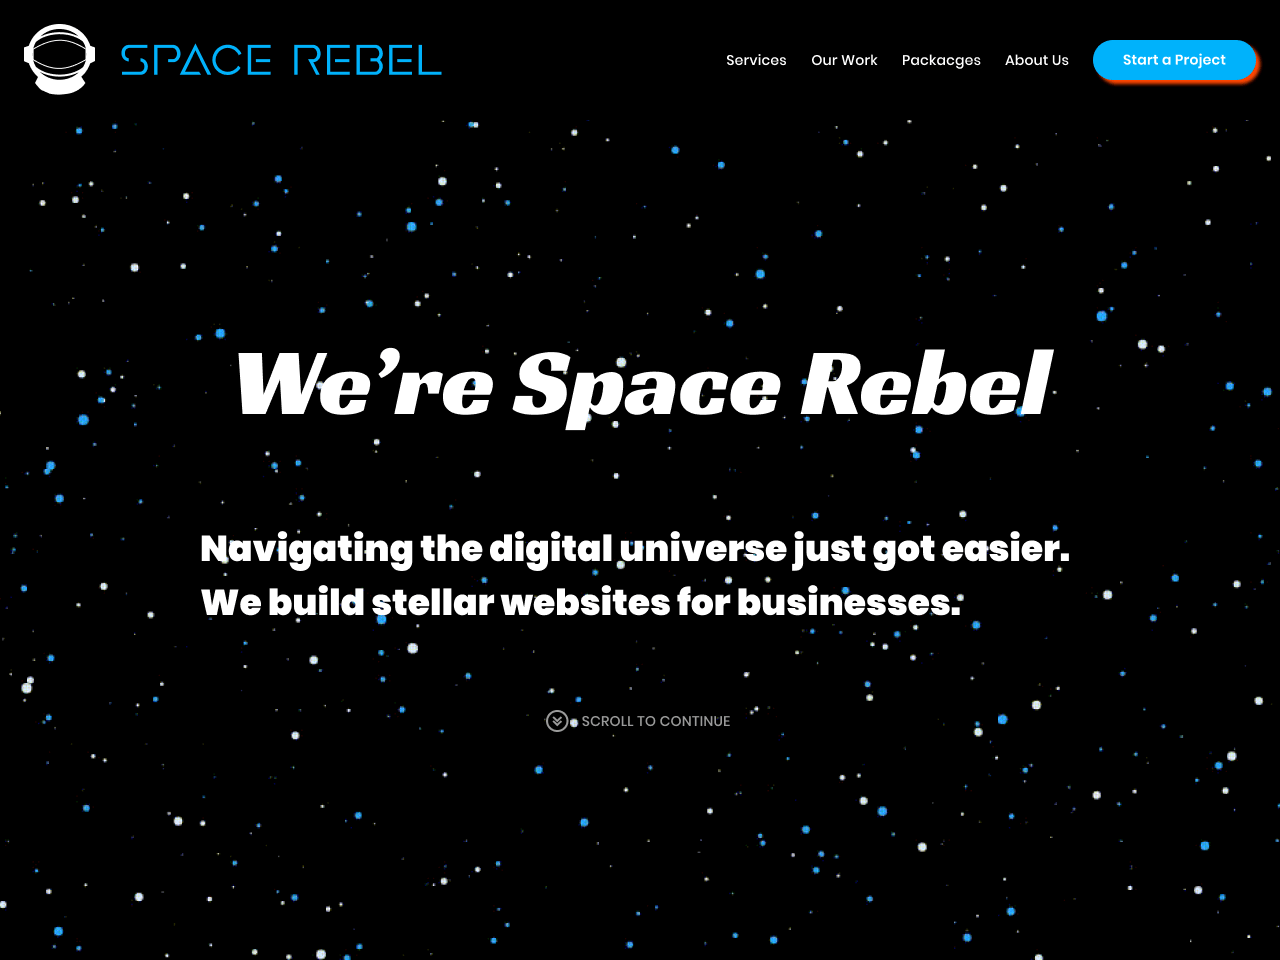 SPACE REBEL
Services
Our Work
Packacges
About Us
Start a Project
We’re Space Rebel
Navigating the digital universe just got easier.
We build stellar websites for businesses.
SCROLL TO CONTINUE